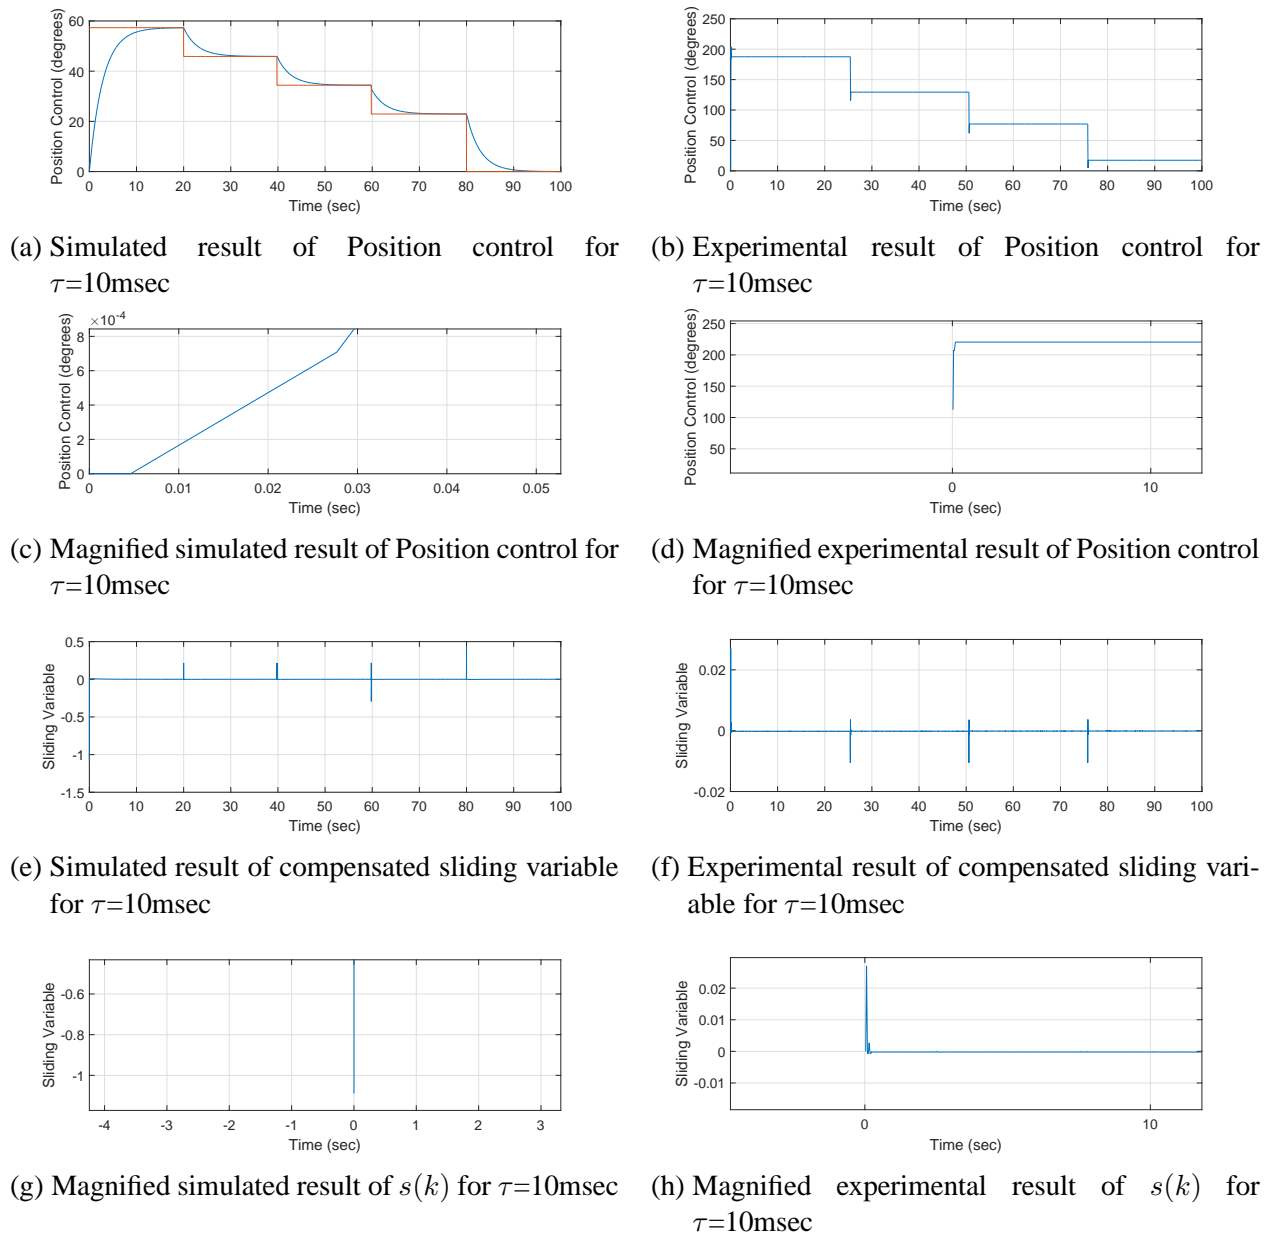 60
40
20
0
Position Control (degrees)
0 10 20 30 40 50 60 70 80 90 100
Time (sec)
(a) Simulated result of Position control for
τ=10msec
250
200
150
100
50
0
Position Control (degrees)
0 10 20 30 40 50 60 70 80 90 100
Time (sec)
(b) Experimental result of Position control for
τ=10msec
×10-4
8
6
4
2
0
Position Control (degrees)
0 0.01 0.02 0.03 0.04 0.05
Time (sec)
(c) Magnified simulated result of Position control for
τ=10msec
250
200
150
100
50
Position Control (degrees)
0 10
Time (sec)
(d) Magnified experimental result of Position control
for τ=10msec
0.5
0
-0.5
-1
-1.5
Sliding Variable
0 10 20 30 40 50 60 70 80 90 100
Time (sec)
(e) Simulated result of compensated sliding variable
for τ=10msec
0.02
0
-0.02
Sliding Variable
0 10 20 30 40 50 60 70 80 90 100
Time (sec)
(f) Experimental result of compensated sliding vari-
able for τ=10msec
-0.6
-0.8
-1
Sliding Variable
-4 -3 -2 -1 0 1 2 3
Time (sec)
(g) Magnified simulated result of s(k) for τ=10msec
0.02
0.01
0
-0.01
Sliding Variable
0 10
Time (sec)
(h) Magnified experimental result of s(k) for
τ=10msec